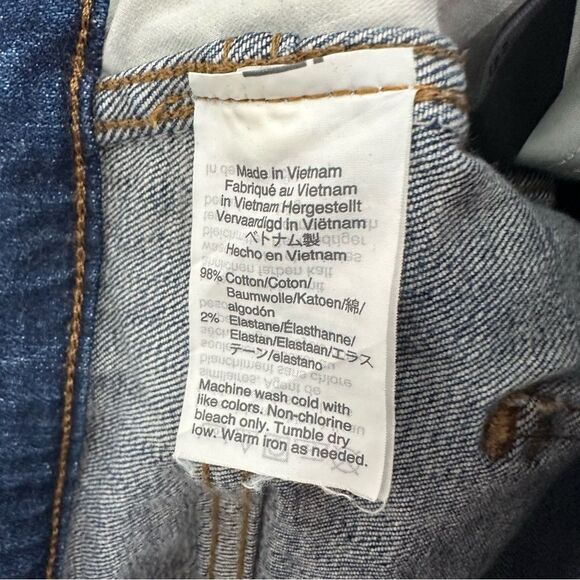 Made in Vietnam
Fabriqué au Vietnam
in Vietnam Hergestellt
Vervaardigd in Viëtnam
ベトナム製
Hecho en Vietnam
98% Cotton/Coton/
Baumwolle/Katoen/綿/
algodón
2% Elastane/Élasthanne/
Elastan/Elastaan/エラス
テーン/elastano
Machine wash cold with
like colors. Non-chlorine
bleach only. Tumble dry
low. Warm iron as needed.